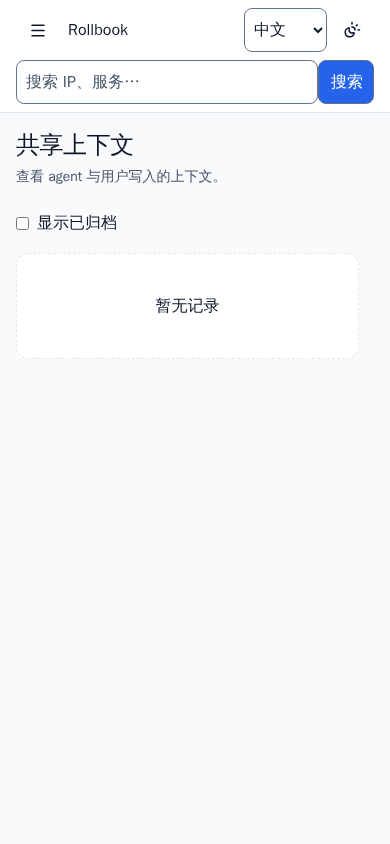 Rollbook
中文
搜索 IP、服务…
搜索
共享上下文
查看 agent 与用户写入的上下文。
显示已归档
暂无记录